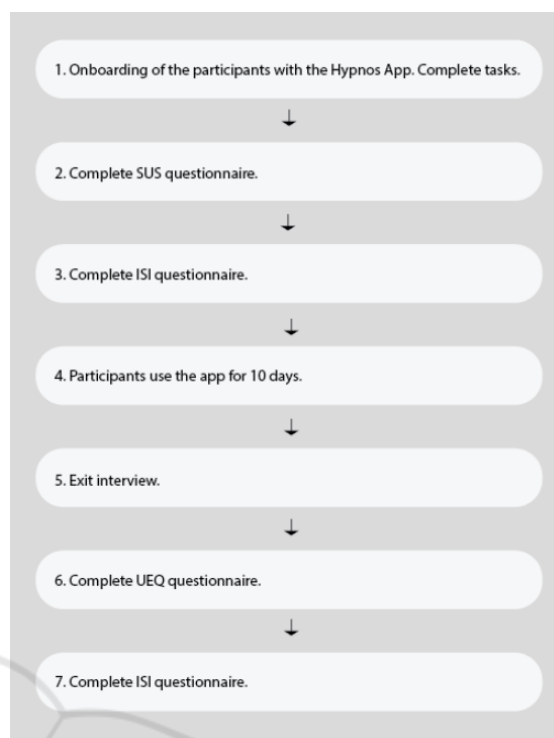 1. Onboarding of the participants with the Hypnos App. Complete tasks.
2. Complete SUS questionnaire.
3. Complete ISI questionnaire.
4. Participants use the app for 10 days.
5. Exit interview.
6. Complete UEQ questionnaire.
7. Complete ISI questionnaire.